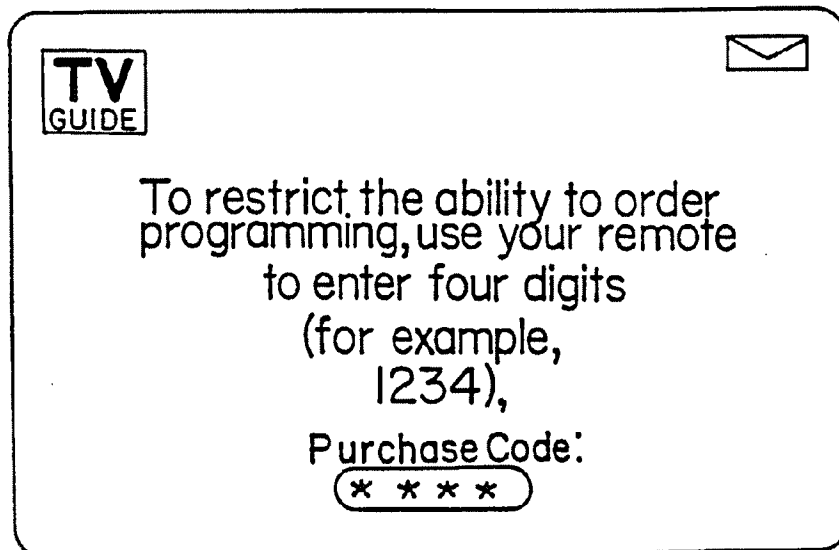 TV
GUIDE
To restrict the ability to order
programming, use your remote
to enter four digits
(for example,
1234),
Purchase Code:
* * * *